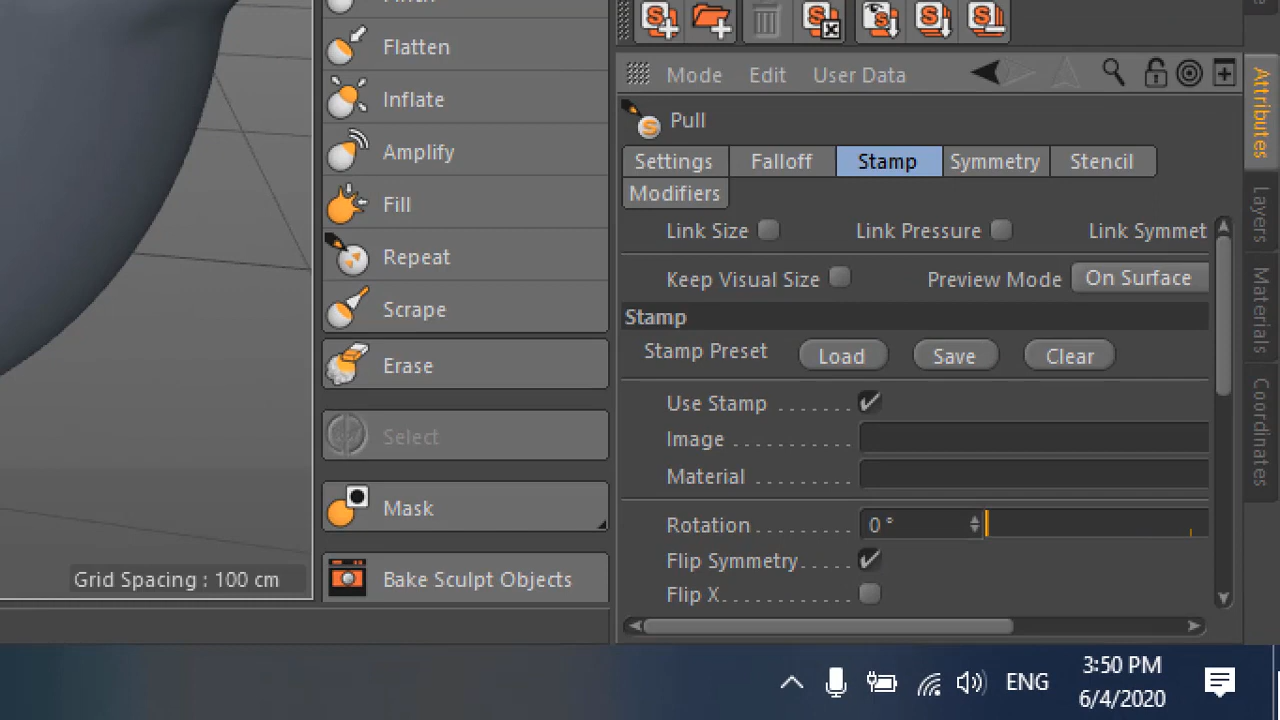 Flatten
Inflate
Amplify
Fill
Repeat
Scrape
Erase
Select
Mask
Bake Sculpt Objects
Grid Spacing : 100 cm
Mode Edit User Data
Pull
Settings Falloff Stamp Symmetry Stencil
Modifiers
Link Size Link Pressure Link Symmet
Keep Visual Size Preview Mode On Surface
Stamp
Stamp Preset Load Save Clear
Use Stamp
Image
Material
Rotation 0 °
Flip Symmetry
Flip X
Attributes
Layers
Materials
Coordinates
ENG
3:50 PM
6/4/2020